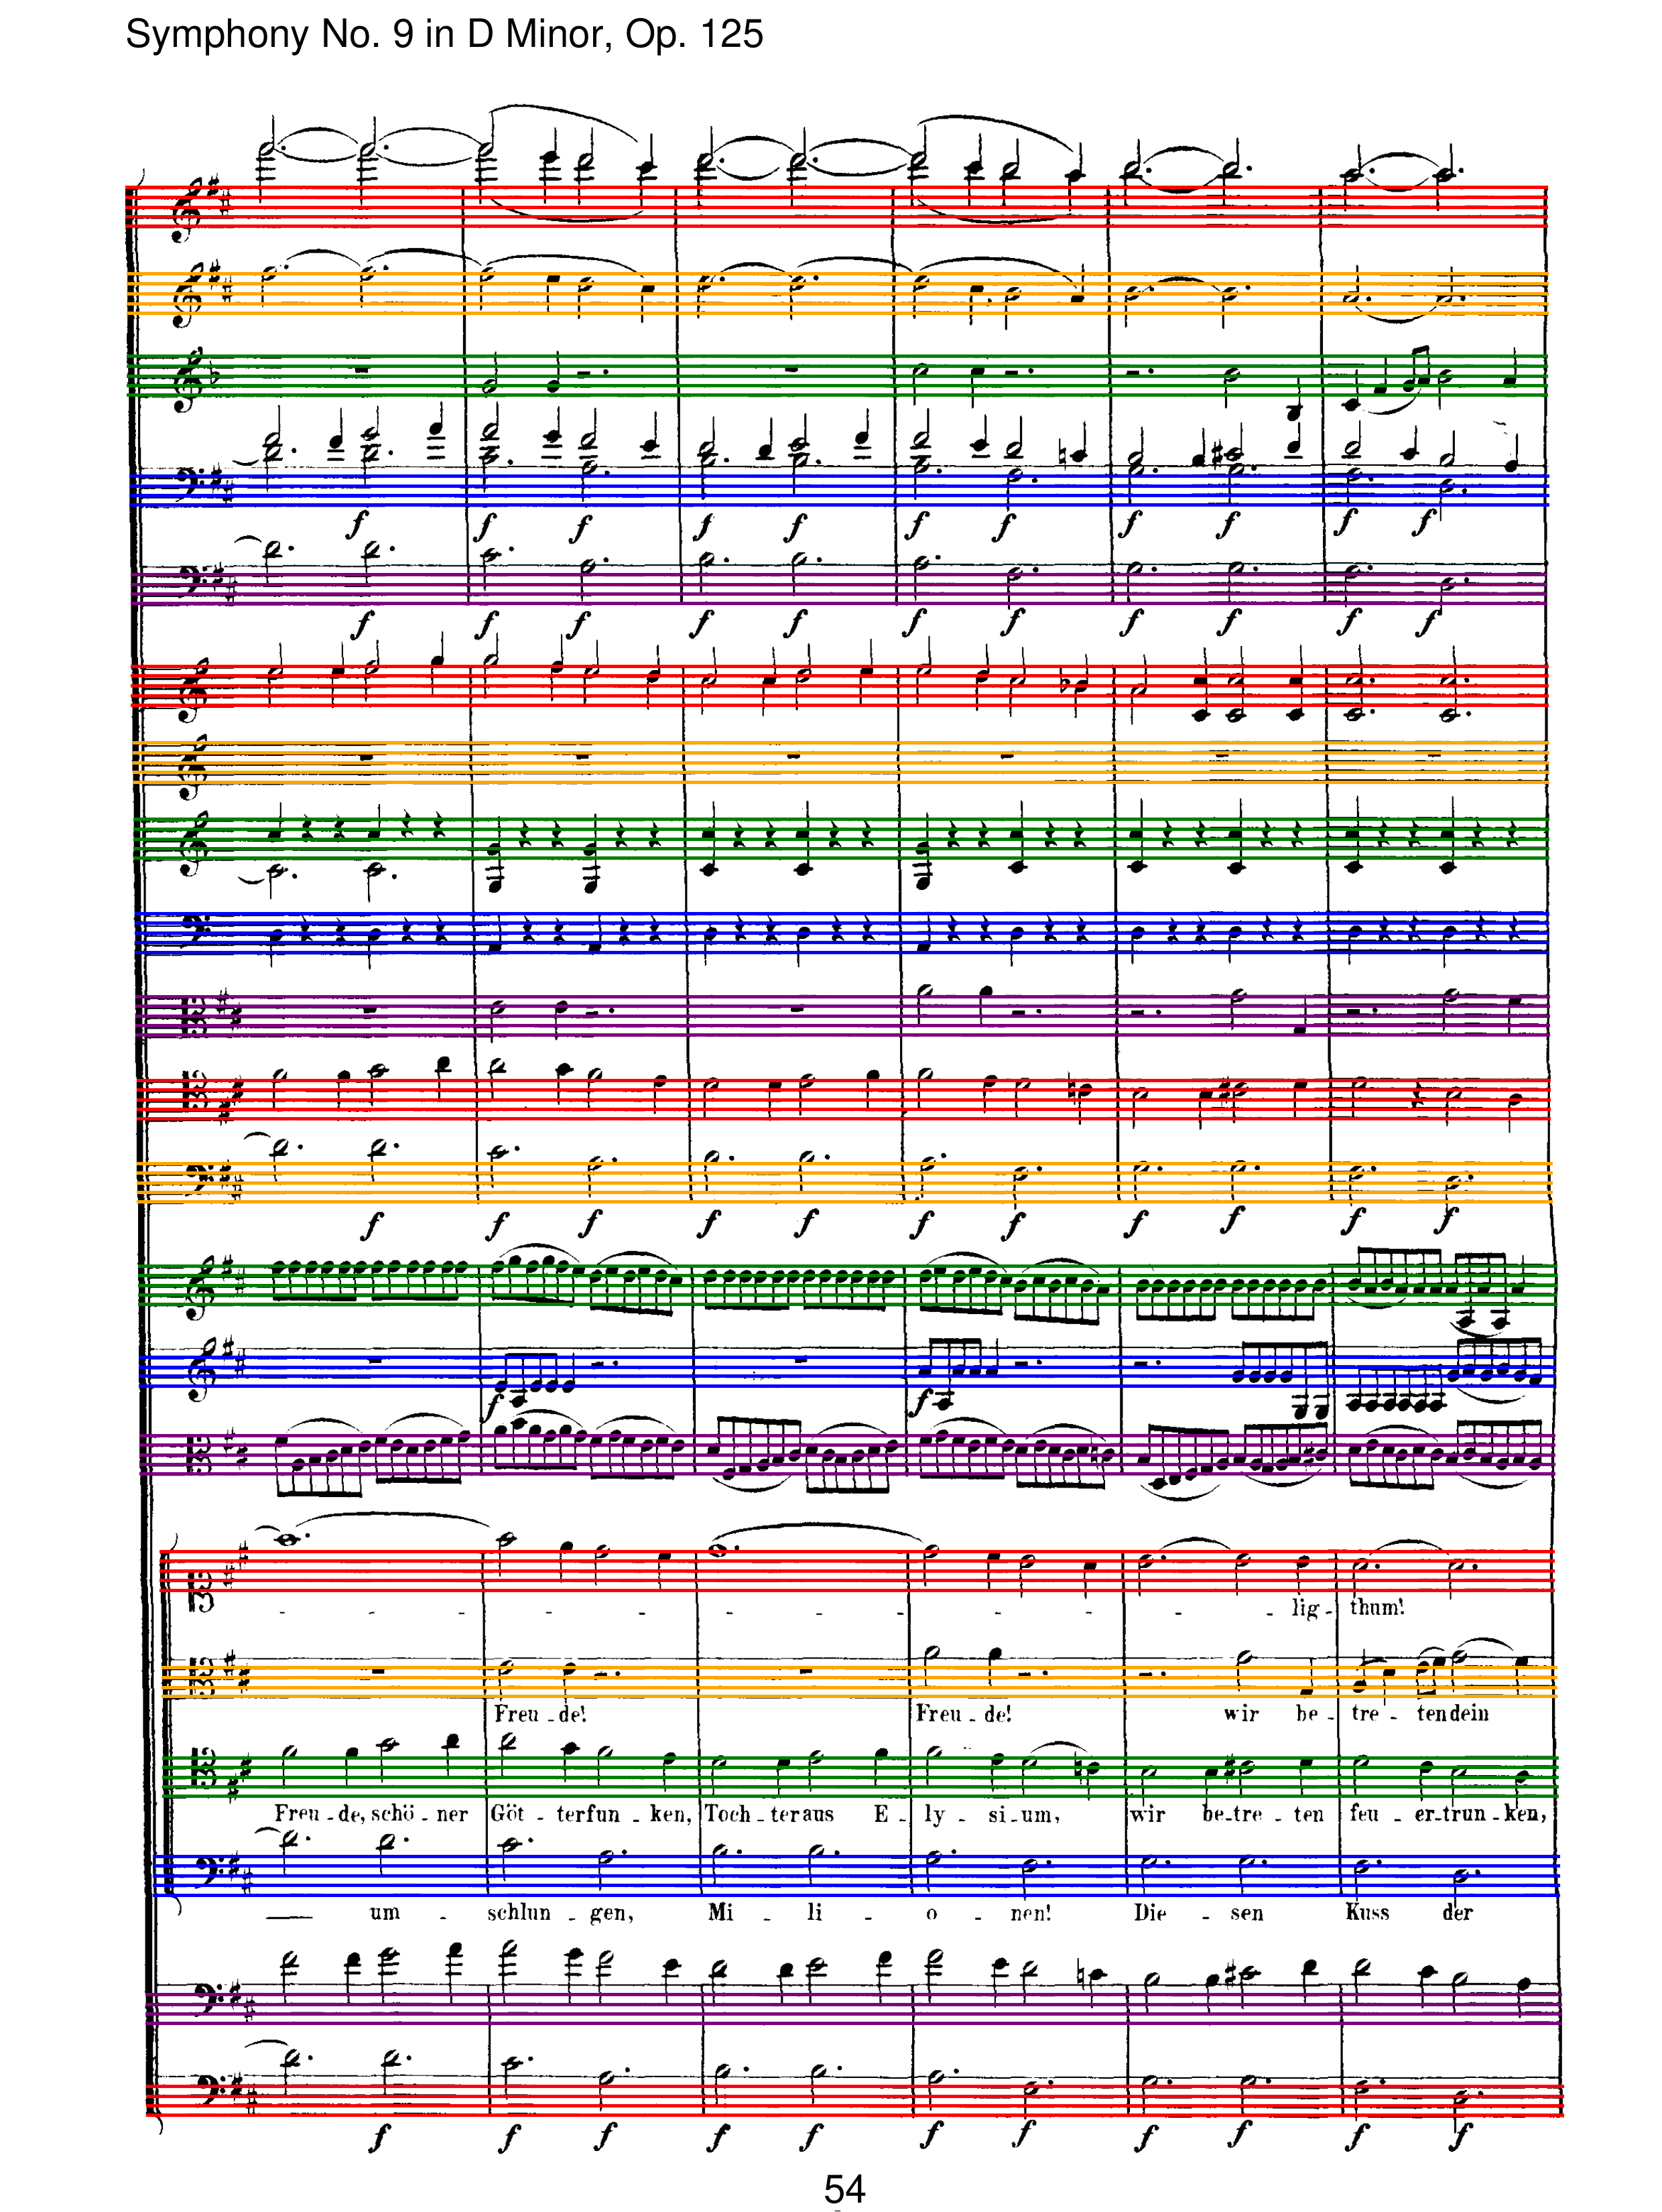 Symphony No. 9 in D Minor, Op. 125
- - - - - - - - - - - lig - thum!
Freu - de! Freu - de! wir be - tre - ten dein
Freu - de, schö - ner Göt - terfun - ken, Toch - ter aus E - ly - si - um, wir be - tre - ten feu - er - trun - ken,
um - schlun - gen, Mi - li - o - nen! Die - sen Kuss der
54